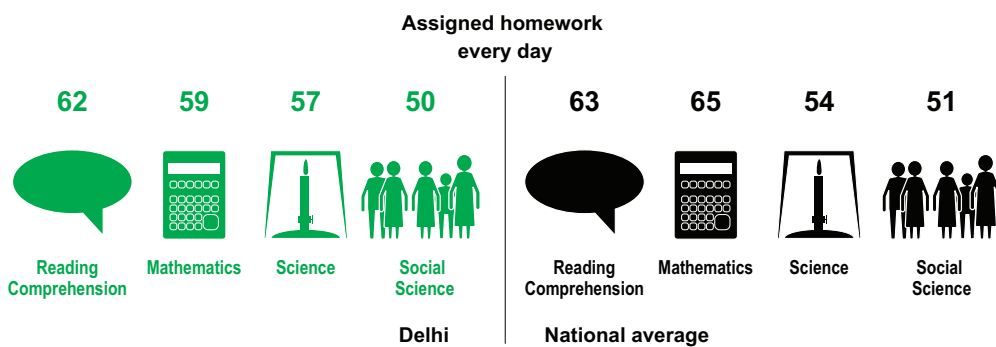 Assigned homework
every day
62 59 57 50 63 65 54 51
Reading Comprehension Mathematics Science Social Science Reading Comprehension Mathematics Science Social Science
Delhi National average